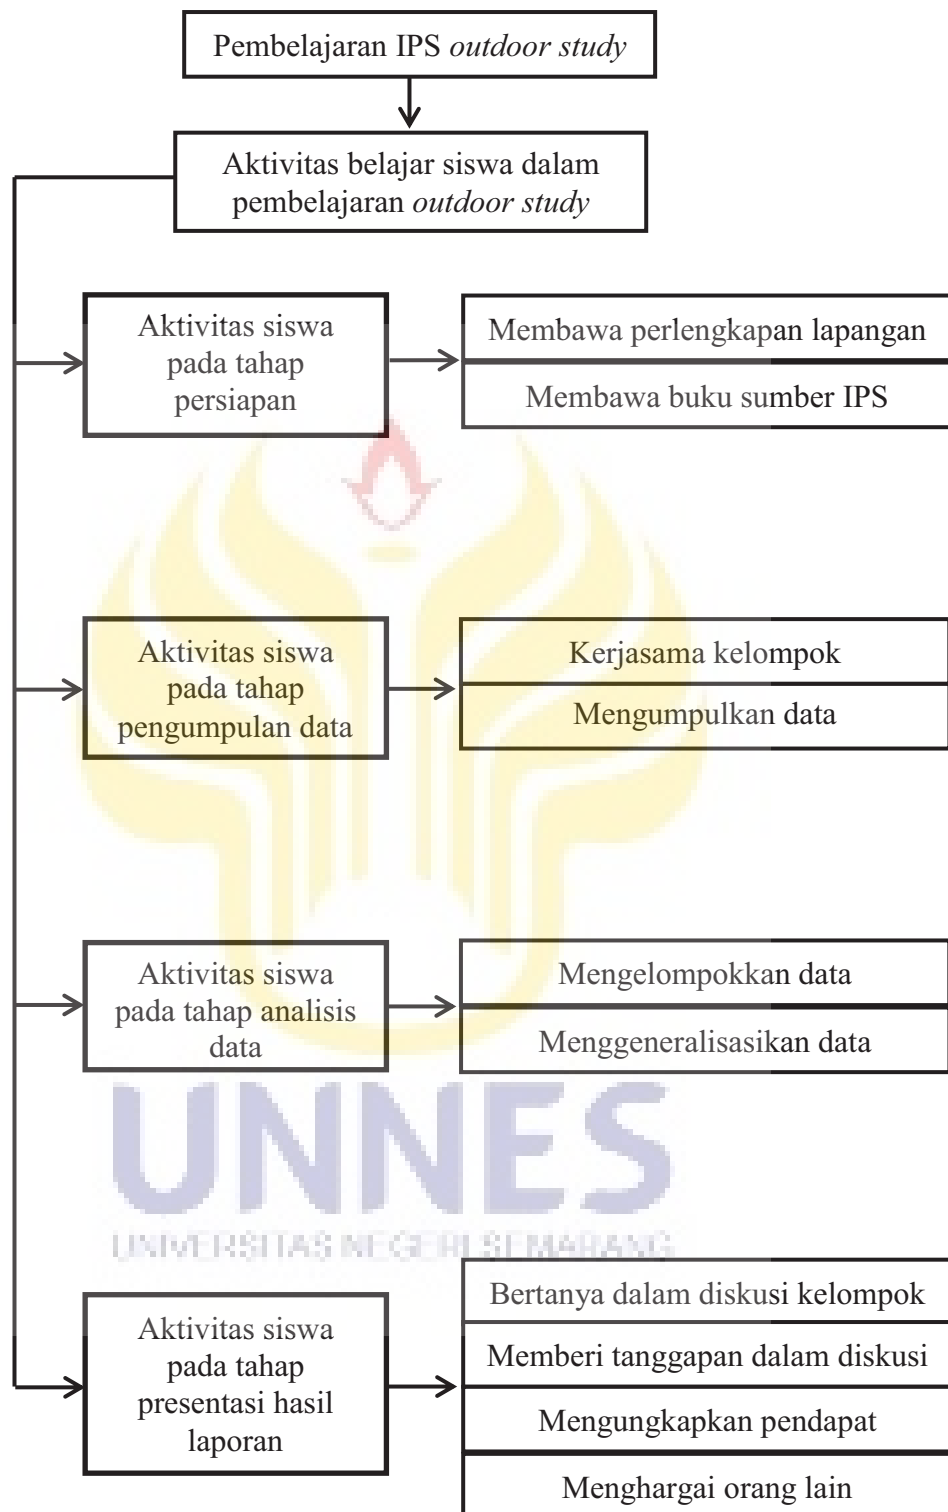 Pembelajaran IPS outdoor study
Aktivitas belajar siswa dalam
pembelajaran outdoor study
Aktivitas siswa
pada tahap
persiapan
Membawa perlengkapan lapangan
Membawa buku sumber IPS
Aktivitas siswa
pada tahap
pengumpulan data
Kerjasama kelompok
Mengumpulkan data
Aktivitas siswa
pada tahap analisis
data
Mengelompokkan data
Menggeneralisasikan data
UNNES
UNIVERSITAS NEGERI SEMARANG
Aktivitas siswa
pada tahap
presentasi hasil
laporan
Bertanya dalam diskusi kelompok
Memberi tanggapan dalam diskusi
Mengungkapkan pendapat
Menghargai orang lain